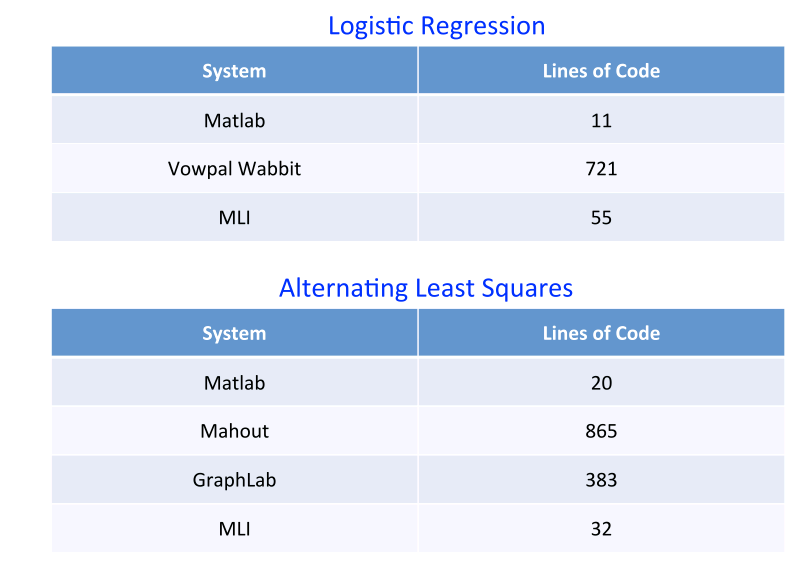 Logistic Regression
System Lines of Code
Matlab 11
Vowpal Wabbit 721
MLI 55
Alternating Least Squares
System Lines of Code
Matlab 20
Mahout 865
GraphLab 383
MLI 32